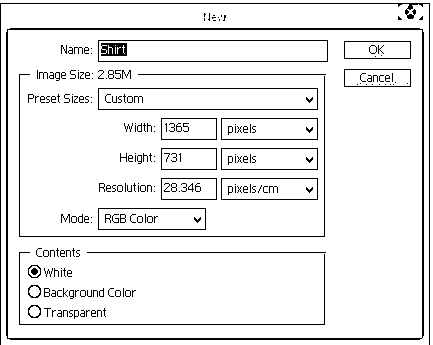 New
Name: Shirt
OK
Image Size: 2.85M
Cancel
Preset Sizes: Custom
Width: 1365 pixels
Height: 731 pixels
Resolution: 28.346 pixels/cm
Mode: RGB Color
Contents
White
Background Color
Transparent